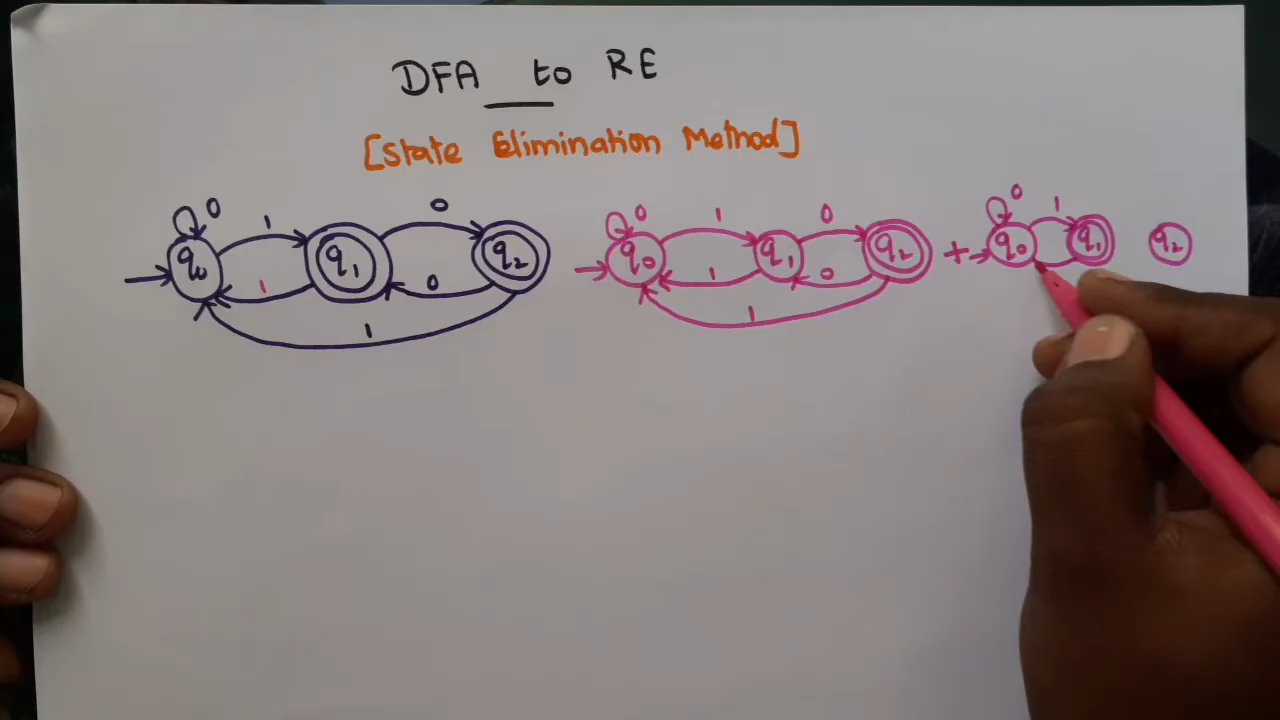 DFA to RE
[State Elimination Method]
0 1 0 0 1 0 0 1
q0 q1 q2 q0 q1 q2 + q0 q1 q2
1 0 1 0
1 1